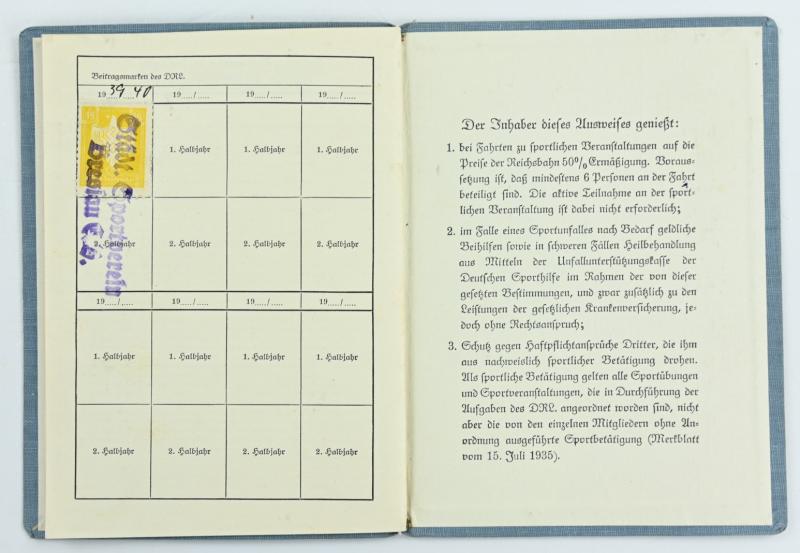 Beitragsmarken des DRL.
19 39 40 19...../..... 19...../..... 19...../.....
Städt. Sportverein
Breslau E.V.
1. Halbjahr 1. Halbjahr 1. Halbjahr
2. Halbjahr 2. Halbjahr 2. Halbjahr 2. Halbjahr
19...../..... 19...../..... 19...../..... 19...../.....
1. Halbjahr 1. Halbjahr 1. Halbjahr 1. Halbjahr
2. Halbjahr 2. Halbjahr 2. Halbjahr 2. Halbjahr
Der Inhaber dieses Ausweises genießt:
1. bei Fahrten zu sportlichen Veranstaltungen auf die
Preise der Reichsbahn 50% Ermäßigung. Voraus-
setzung ist, daß mindestens 6 Personen an der Fahrt
beteiligt sind. Die aktive Teilnahme an der sport-
lichen Veranstaltung ist dabei nicht erforderlich;
2. im Falle eines Sportunfalles nach Bedarf geldliche
Beihilfen sowie in schweren Fällen Heilbehandlung
aus Mitteln der Unfallunterstützungskasse der
Deutschen Sporthilfe im Rahmen der von dieser
gesetzten Bestimmungen, und zwar zusätzlich zu den
Leistungen der gesetzlichen Krankenversicherung, je-
doch ohne Rechtsanspruch;
3. Schutz gegen Haftpflichtansprüche Dritter, die ihm
aus nachweislich sportlicher Betätigung drohen.
Als sportliche Betätigung gelten alle Sportübungen
und Sportveranstaltungen, die in Durchführung der
Aufgaben des DRL. angeordnet worden sind, nicht
aber die von den einzelnen Mitgliedern ohne An-
ordnung ausgeführte Sportbetätigung (Merkblatt
vom 15. Juli 1935).